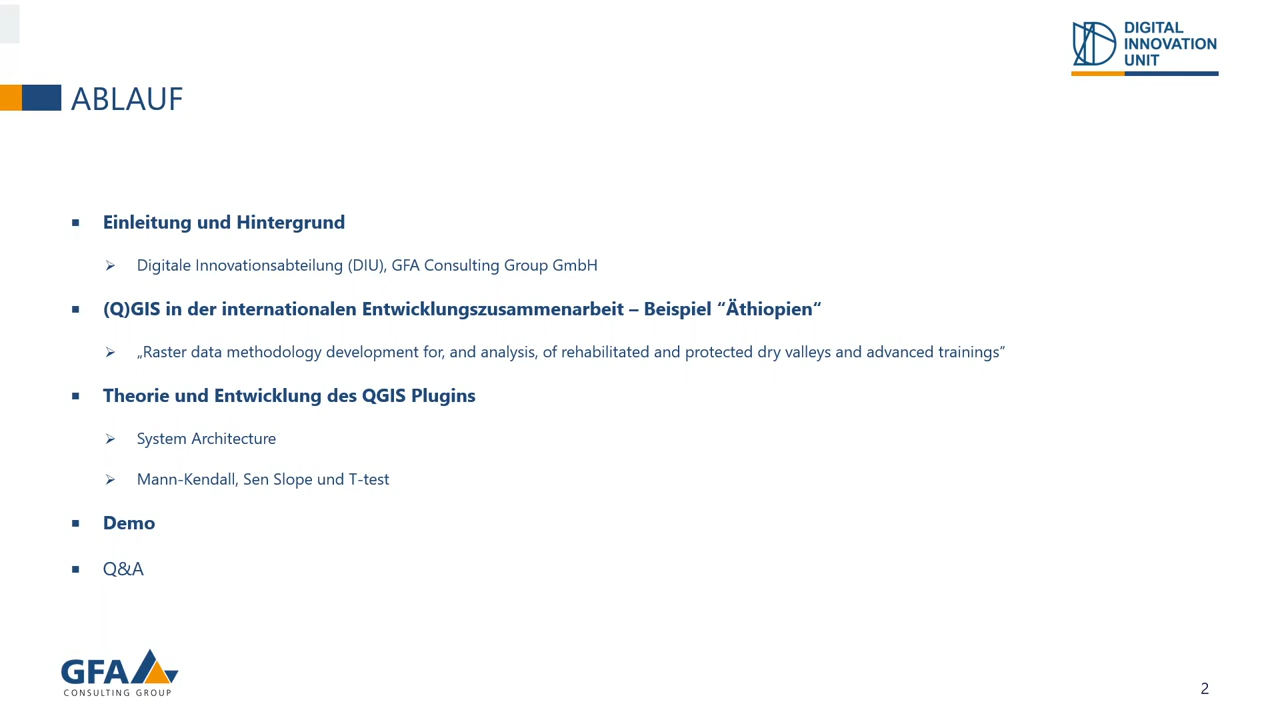 DIGITAL
INNOVATION
UNIT
ABLAUF
Einleitung und Hintergrund
Digitale Innovationsabteilung (DIU), GFA Consulting Group GmbH
(Q)GIS in der internationalen Entwicklungszusammenarbeit – Beispiel “Äthiopien“
„Raster data methodology development for, and analysis, of rehabilitated and protected dry valleys and advanced trainings”
Theorie und Entwicklung des QGIS Plugins
System Architecture
Mann-Kendall, Sen Slope und T-test
Demo
Q&A
GFA
CONSULTING GROUP
2